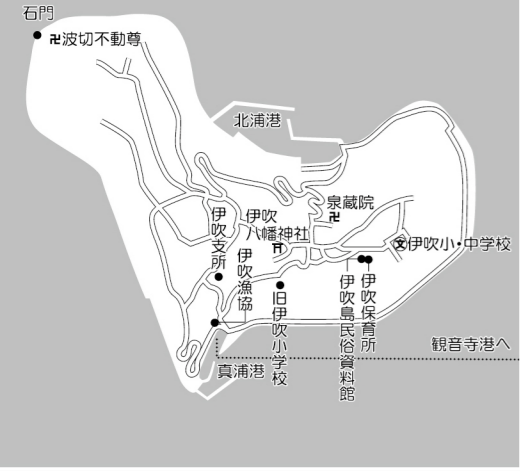 石門
卍波切不動尊
北浦港
泉蔵院
卍
伊吹
八幡神社
伊吹支所
伊吹漁協
文伊吹小・中学校
旧伊吹小学校
伊吹島民俗資料館
伊吹保育所
観音寺港へ
真浦港